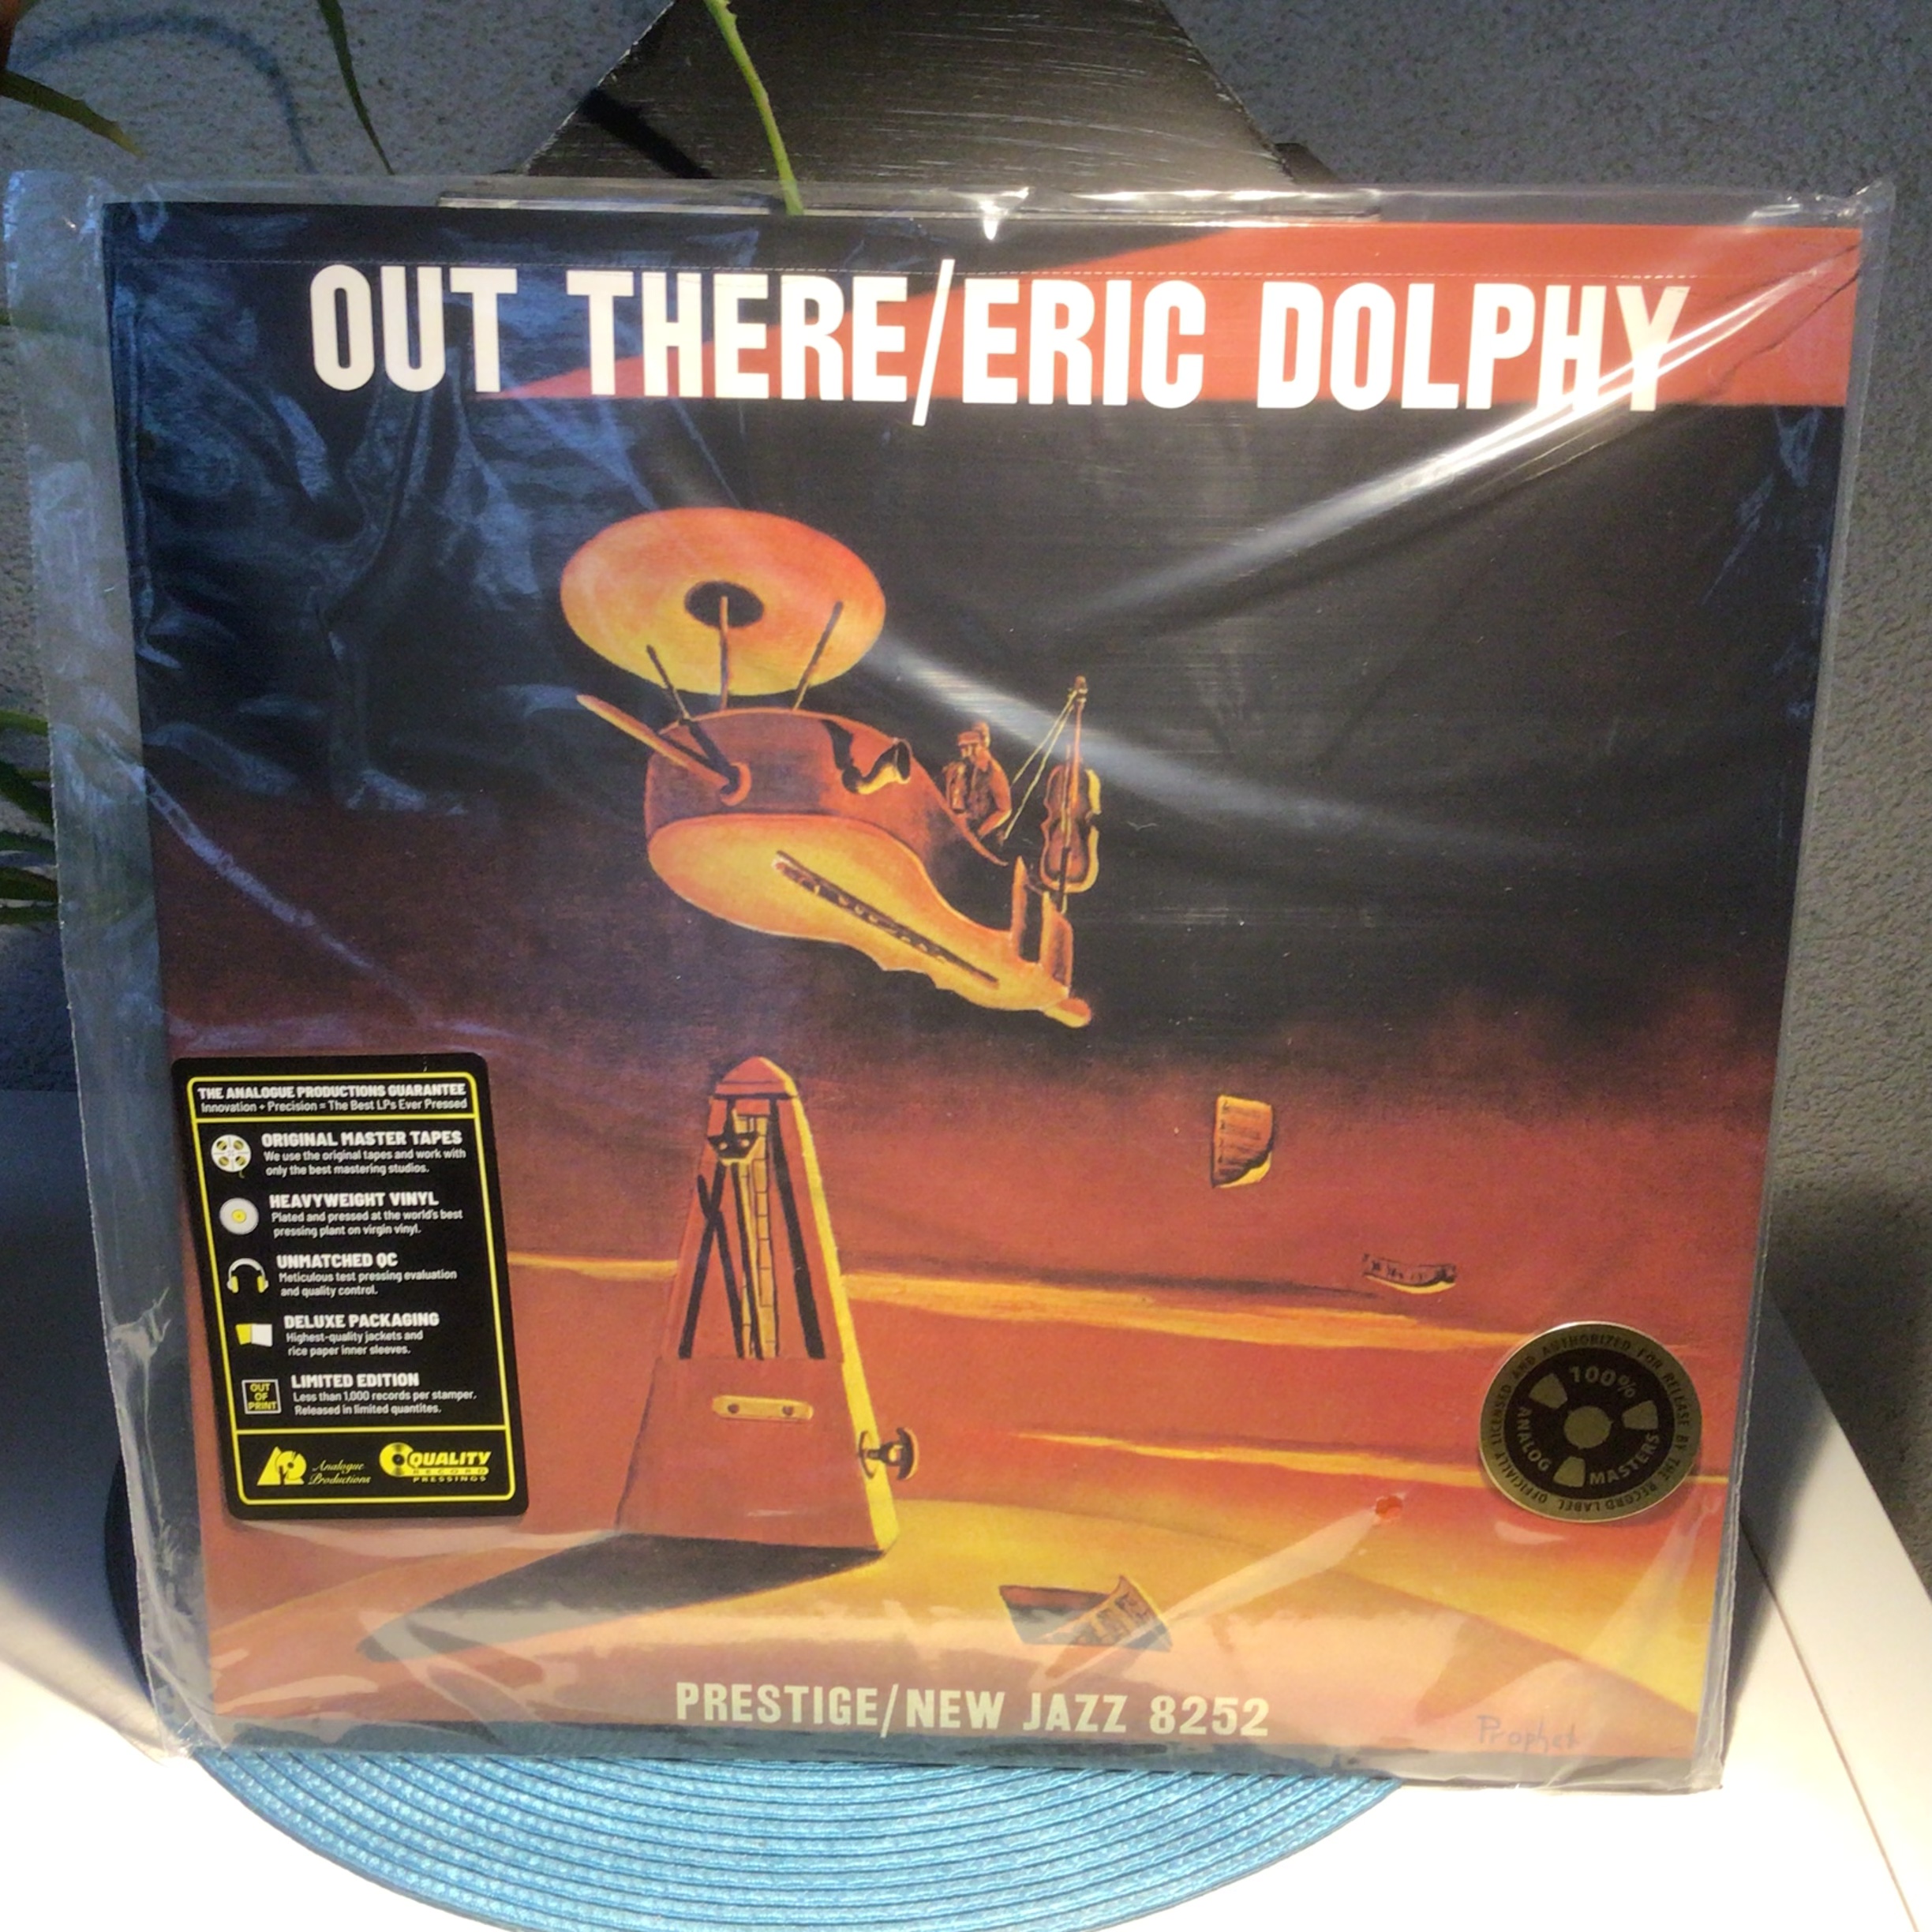 OUT THERE/ERIC DOLPHY
THE ANALOGUE PRODUCTIONS GUARANTEE
Innovation + Precision = The Best LPs Ever Pressed
ORIGINAL MASTER TAPES
We use the original tapes and work with
only the best mastering studios.
HEAVYWEIGHT VINYL
Plated and pressed at the world's best
pressing plant on virgin vinyl.
UNMATCHED QC
Meticulous test pressing evaluation
and quality control.
DELUXE PACKAGING
Highest-quality jackets and
rice paper inner sleeves.
OUT
OF
PRINT
LIMITED EDITION
Less than 1,000 records per stamper.
Released in limited quantites.
Analogue
Productions
QUALITY
RECORD
PRESSINGS
OFFICIALLY LICENSED AND AUTHORIZED FOR RELEASE BY THE RECORD LABEL
100%
ANALOG
MASTERS
PRESTIGE/NEW JAZZ 8252
Prophet